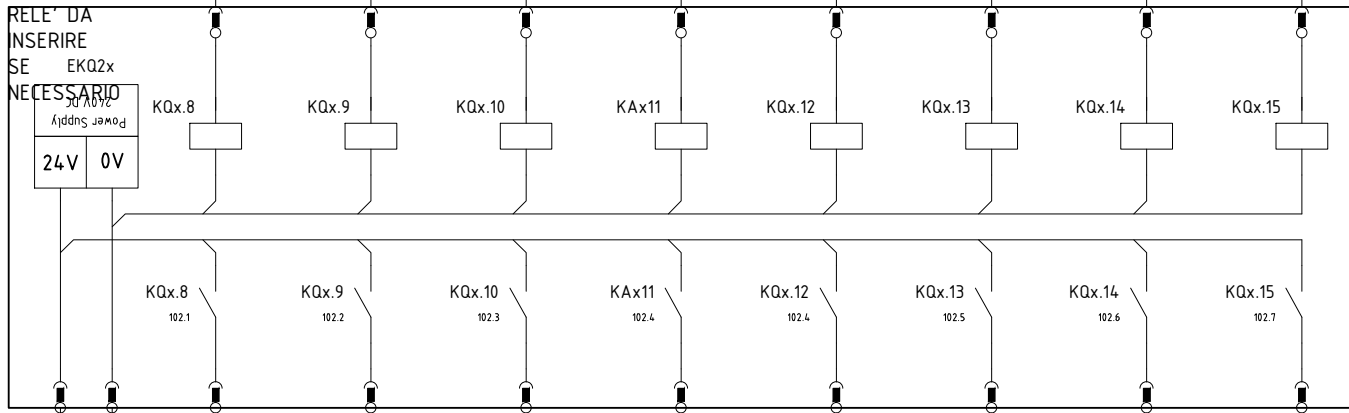 RELE' DA
INSERIRE
SE
NECESSARIO
EKQ2x
Power Supply
240V DC
24V 0V
KQx.8 KQx.9 KQx.10 KAx11 KQx.12 KQx.13 KQx.14 KQx.15
KQx.8 KQx.9 KQx.10 KAx11 KQx.12 KQx.13 KQx.14 KQx.15
102.1 102.2 102.3 102.4 102.4 102.5 102.6 102.7